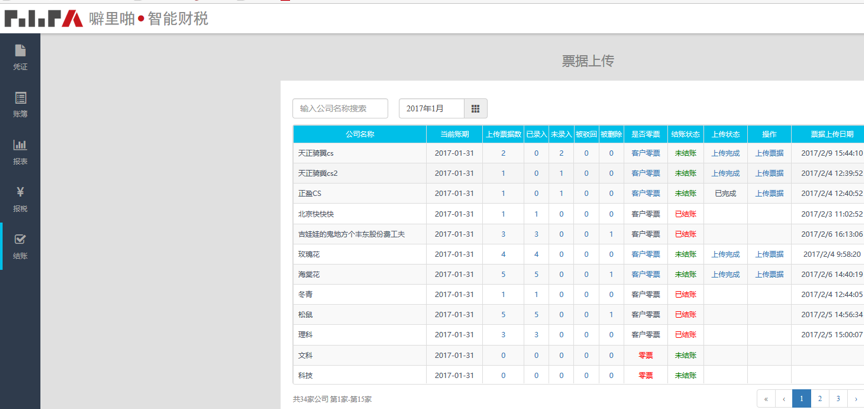 噼里啪●智能财税
凭证
账簿
报表
报税
结账
票据上传
输入公司名称搜索 2017年1月
公司名称 当前账期 上传票据数 已录入 未录入 被驳回 被删除 是否零票 结账状态 上传状态 操作 票据上传日期
天正骑翼cs 2017-01-31 2 0 2 0 0 客户零票 未结账 上传完成 上传票据 2017/2/9 15:44:10
天正骑翼cs2 2017-01-31 1 0 1 0 0 客户零票 未结账 上传完成 上传票据 2017/2/4 12:39:52
正盈CS 2017-01-31 1 0 1 0 0 客户零票 未结账 已完成 上传票据 2017/2/4 12:40:52
北京快快快 2017-01-31 1 1 0 0 0 客户零票 已结账 2017/2/3 11:02:52
吉娃娃的鬼地方个丰东股份嘉工夫 2017-01-31 3 3 0 0 1 客户零票 已结账 2017/2/6 16:13:06
玫瑰花 2017-01-31 4 4 0 0 0 客户零票 未结账 上传完成 上传票据 2017/2/4 9:58:20
海棠花 2017-01-31 5 5 0 0 1 客户零票 未结账 上传完成 上传票据 2017/2/6 14:40:19
冬青 2017-01-31 1 1 0 0 0 客户零票 已结账 2017/2/4 12:44:05
松鼠 2017-01-31 5 5 0 0 1 客户零票 已结账 2017/2/5 14:56:34
理科 2017-01-31 3 3 0 0 0 客户零票 已结账 2017/2/5 15:00:07
文科 2017-01-31 0 0 0 0 0 零票 未结账
科技 2017-01-31 0 0 0 0 0 零票 未结账
共34家公司 第1家-第15家 « ‹ 1 2 3 ›